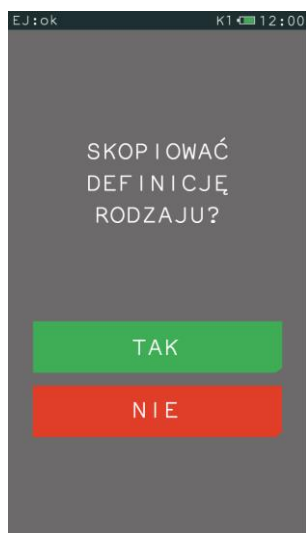 EJ:ok K1 12:00
SKOPIOWAĆ
DEFINICJĘ
RODZAJU?
TAK
NIE